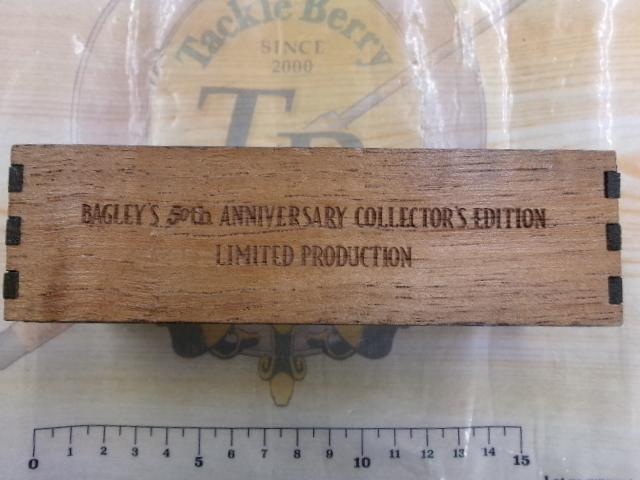 Tackle Berry
SINCE
2000
TB
BAGLEY'S 50th ANNIVERSARY COLLECTOR'S EDITION
LIMITED PRODUCTION
0 1 2 3 4 5 6 7 8 9 10 11 12 13 14 15